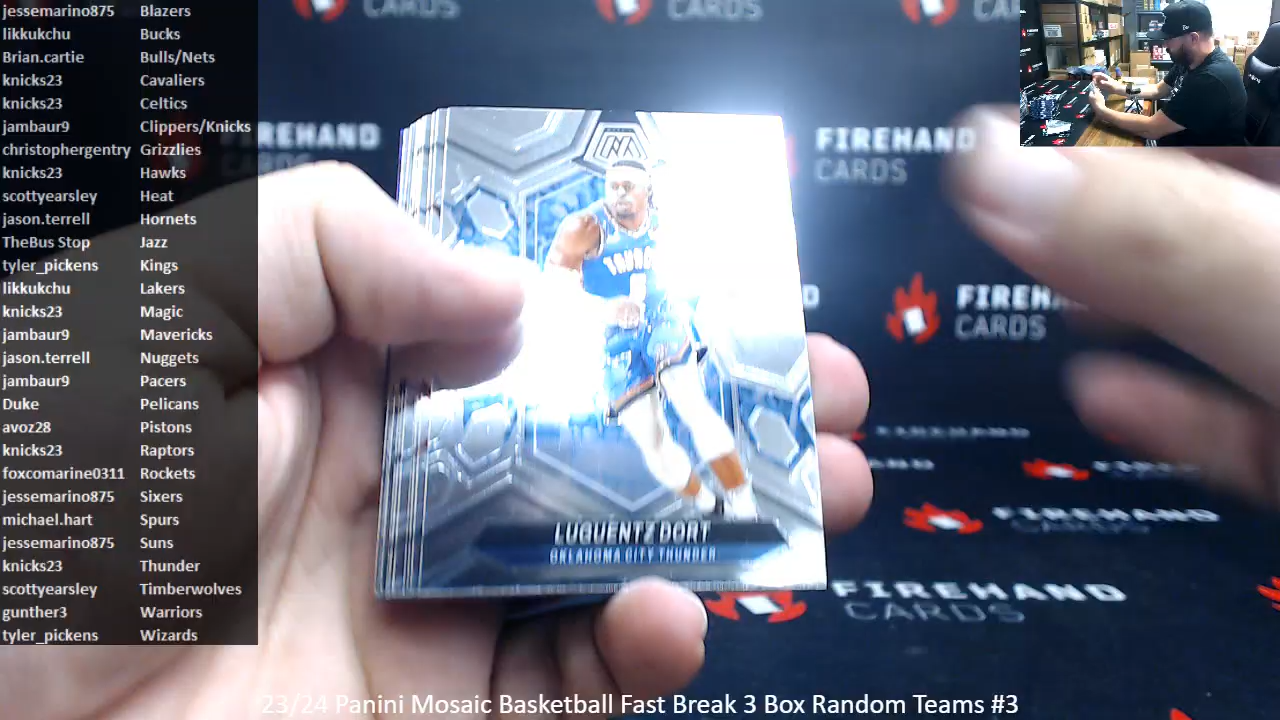 jessemarino875 Blazers
likkukchu Bucks
Brian.cartie Bulls/Nets
knicks23 Cavaliers
knicks23 Celtics
jambaur9 Clippers/Knicks
christophergentry Grizzlies
knicks23 Hawks
scottyearsley Heat
jason.terrell Hornets
TheBus Stop Jazz
tyler_pickens Kings
likkukchu Lakers
knicks23 Magic
jambaur9 Mavericks
jason.terrell Nuggets
jambaur9 Pacers
Duke Pelicans
avoz28 Pistons
knicks23 Raptors
foxcomarine0311 Rockets
jessemarino875 Sixers
michael.hart Spurs
jessemarino875 Suns
knicks23 Thunder
scottyearsley Timberwolves
gunther3 Warriors
tyler_pickens Wizards
CARDS
CARDS
FIREHAND
CARDS
FIREHAND
CARDS
LUGUENTZ DORT
OKLAHOMA CITY THUNDER
FIREHAND
CARDS
23/24 Panini Mosaic Basketball Fast Break 3 Box Random Teams #3